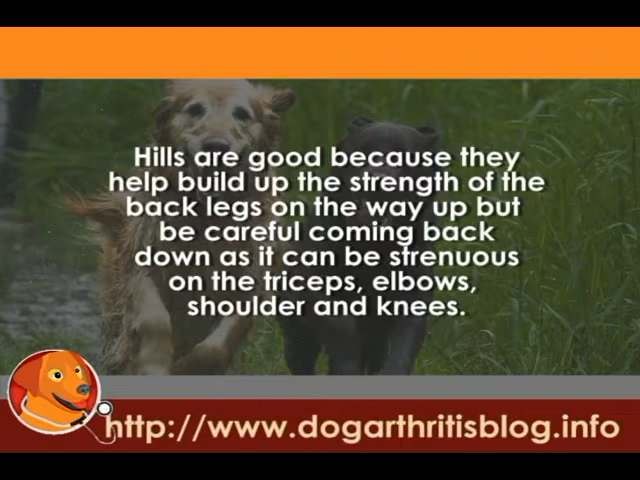 Hills are good because they
help build up the strength of the
back legs on the way up but
be careful coming back
down as it can be strenuous
on the triceps, elbows,
shoulder and knees.
http://www.dogarthritisblog.info